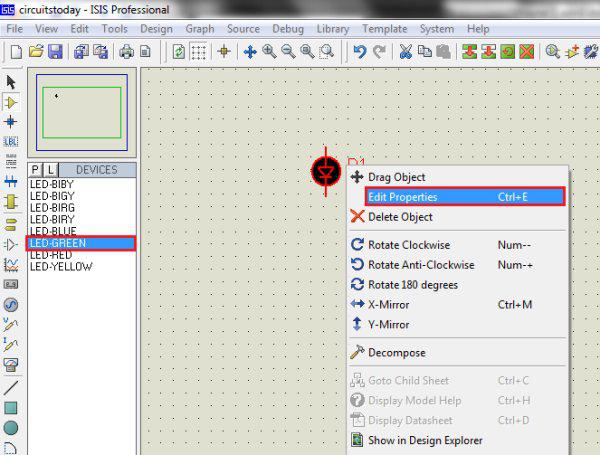 ISIS circuitstoday - ISIS Professional
File View Edit Tools Design Graph Source Debug Library Template System Help
LBL
P L DEVICES
LED-BIBY
LED-BIGY
LED-BIRG
LED-BIRY
LED-BLUE
LED-GREEN
LED-RED
LED-YELLOW
D1
Drag Object
Edit Properties Ctrl+E
Delete Object
Rotate Clockwise Num--
Rotate Anti-Clockwise Num-+
Rotate 180 degrees
X-Mirror Ctrl+M
Y-Mirror
Decompose
Goto Child Sheet Ctrl+C
Display Model Help Ctrl+H
Display Datasheet Ctrl+D
Show in Design Explorer